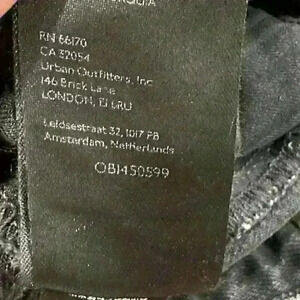 RN 66170
CA 32054
Urban Outfitters, Inc
146 Brick Lane
LONDON, E1 6RU
Leidsestraat 32, 1017 PB
Amsterdam, Netherlands
OB1450599